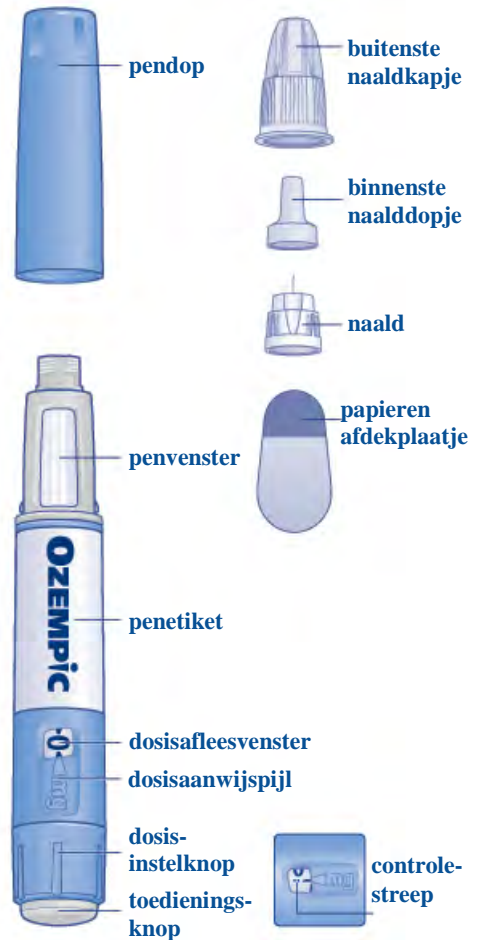 pendop
buitenste
naaldkapje
binnenste
naalddopje
naald
papieren
afdekplaatje
penvenster
OZEMPIC
penetiket
0
dosisafleesvenster
mg
dosisaanwijspijl
dosis-
instelknop
toedienings-
knop
mg
controle-
streep